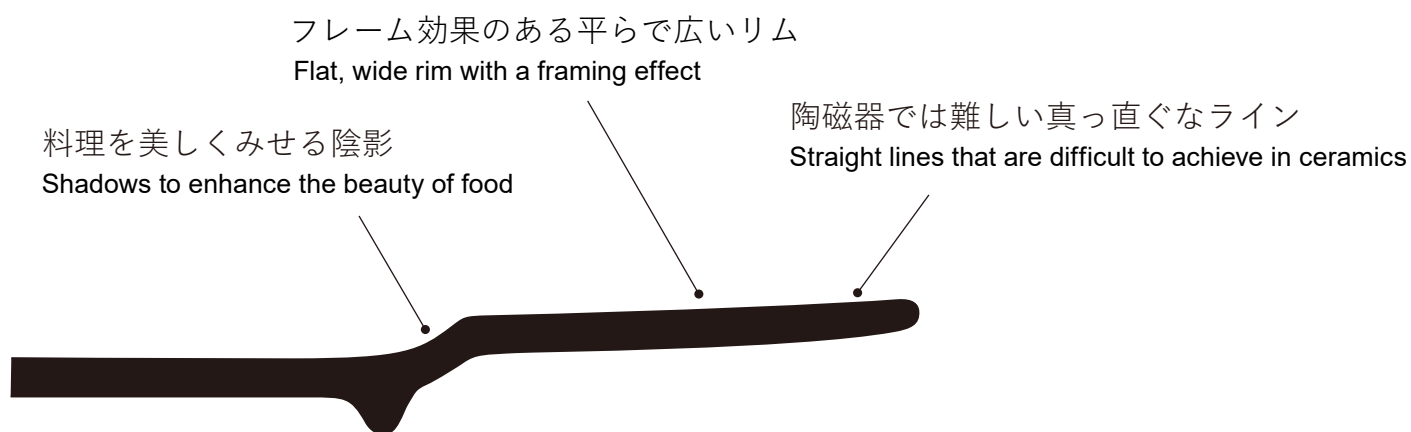 フレーム効果のある平らで広いリム
Flat, wide rim with a framing effect
料理を美しくみせる陰影
Shadows to enhance the beauty of food
陶磁器では難しい真っ直ぐなライン
Straight lines that are difficult to achieve in ceramics